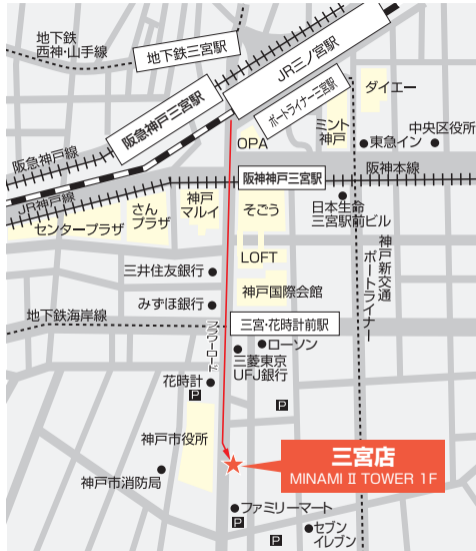 地下鉄
西神・山手線
地下鉄三宮駅
JR三ノ宮駅
阪急神戸三宮駅
ポートライナー三宮駅
ダイエー
OPA
ミント
神戸
東急イン
中央区役所
阪急神戸線
JR神戸線
阪神神戸三宮駅
阪神本線
センタープラザ
さん
プラザ
神戸
マルイ
そごう
日本生命
三宮駅前ビル
LOFT
神戸新交通
ポートライナー
三井住友銀行
みずほ銀行
神戸国際会館
地下鉄海岸線
三宮・花時計前駅
フラワーロード
ローソン
三菱東京
UFJ銀行
花時計
P
P
神戸市役所
三宮店
MINAMI Ⅱ TOWER 1F
神戸市消防局
ファミリーマート
P
P
セブン
イレブン